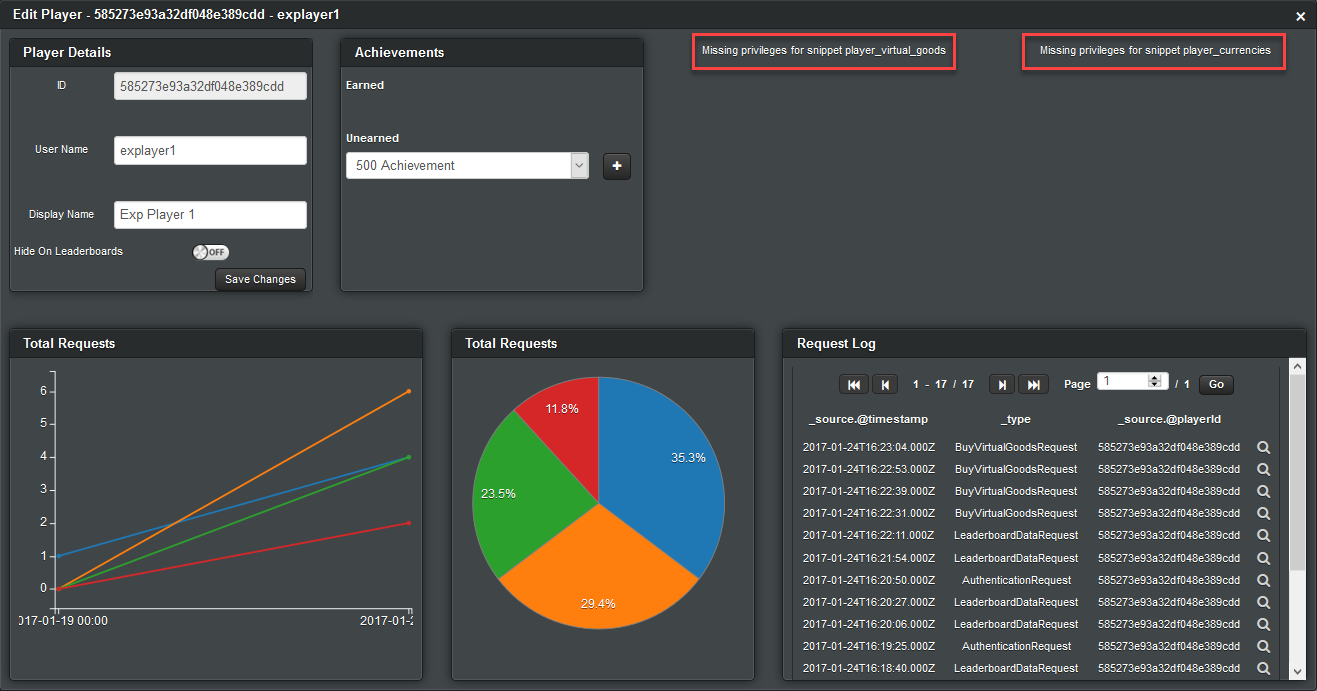 Edit Player - 585273e93a32df048e389cdd - explayer1
Player Details
ID
585273e93a32df048e389cdd
User Name
explayer1
Display Name
Exp Player 1
Hide On Leaderboards
OFF
Save Changes
Achievements
Earned
Unearned
500 Achievement
Missing privileges for snippet player_virtual_goods
Missing privileges for snippet player_currencies
Total Requests
6
5
4
3
2
1
0
017-01-19 00:00
2017-01-2
Total Requests
11.8%
35.3%
23.5%
29.4%
Request Log
1 - 17 / 17
Page 1 / 1 Go
_source.@timestamp _type _source.@playerId
2017-01-24T16:23:04.000Z BuyVirtualGoodsRequest 585273e93a32df048e389cdd
2017-01-24T16:22:53.000Z BuyVirtualGoodsRequest 585273e93a32df048e389cdd
2017-01-24T16:22:39.000Z BuyVirtualGoodsRequest 585273e93a32df048e389cdd
2017-01-24T16:22:31.000Z BuyVirtualGoodsRequest 585273e93a32df048e389cdd
2017-01-24T16:22:11.000Z LeaderboardDataRequest 585273e93a32df048e389cdd
2017-01-24T16:21:54.000Z LeaderboardDataRequest 585273e93a32df048e389cdd
2017-01-24T16:20:50.000Z AuthenticationRequest 585273e93a32df048e389cdd
2017-01-24T16:20:27.000Z LeaderboardDataRequest 585273e93a32df048e389cdd
2017-01-24T16:20:06.000Z LeaderboardDataRequest 585273e93a32df048e389cdd
2017-01-24T16:19:25.000Z AuthenticationRequest 585273e93a32df048e389cdd
2017-01-24T16:18:40.000Z LeaderboardDataRequest 585273e93a32df048e389cdd